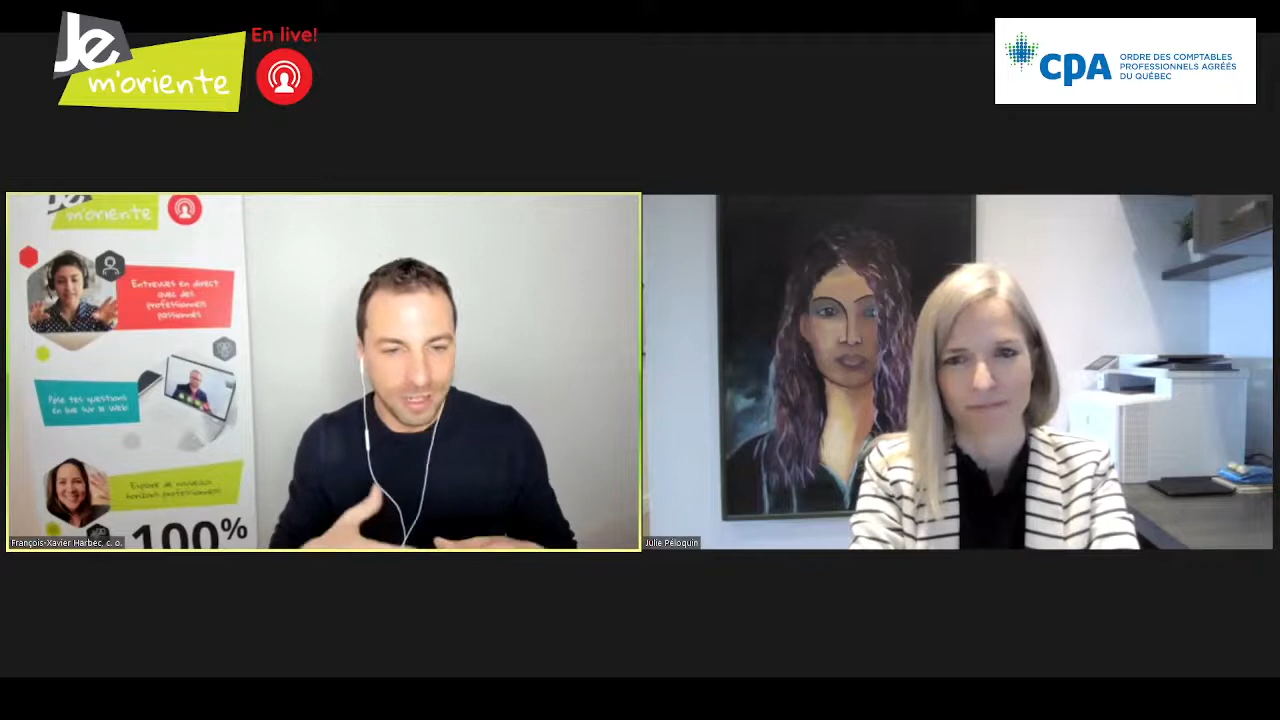 Je
m'oriente
En live!
CPA
ORDRE DES COMPTABLES
PROFESSIONNELS AGRÉÉS
DU QUÉBEC
Je
m'oriente
Entrevues en direct
avec des
professionnels
passionnés
Pose tes questions
en live sur le Web!
Explore de nouveaux
horizons professionnels!
100%
François-Xavier Harbec, c. o.
Julie Péloquin